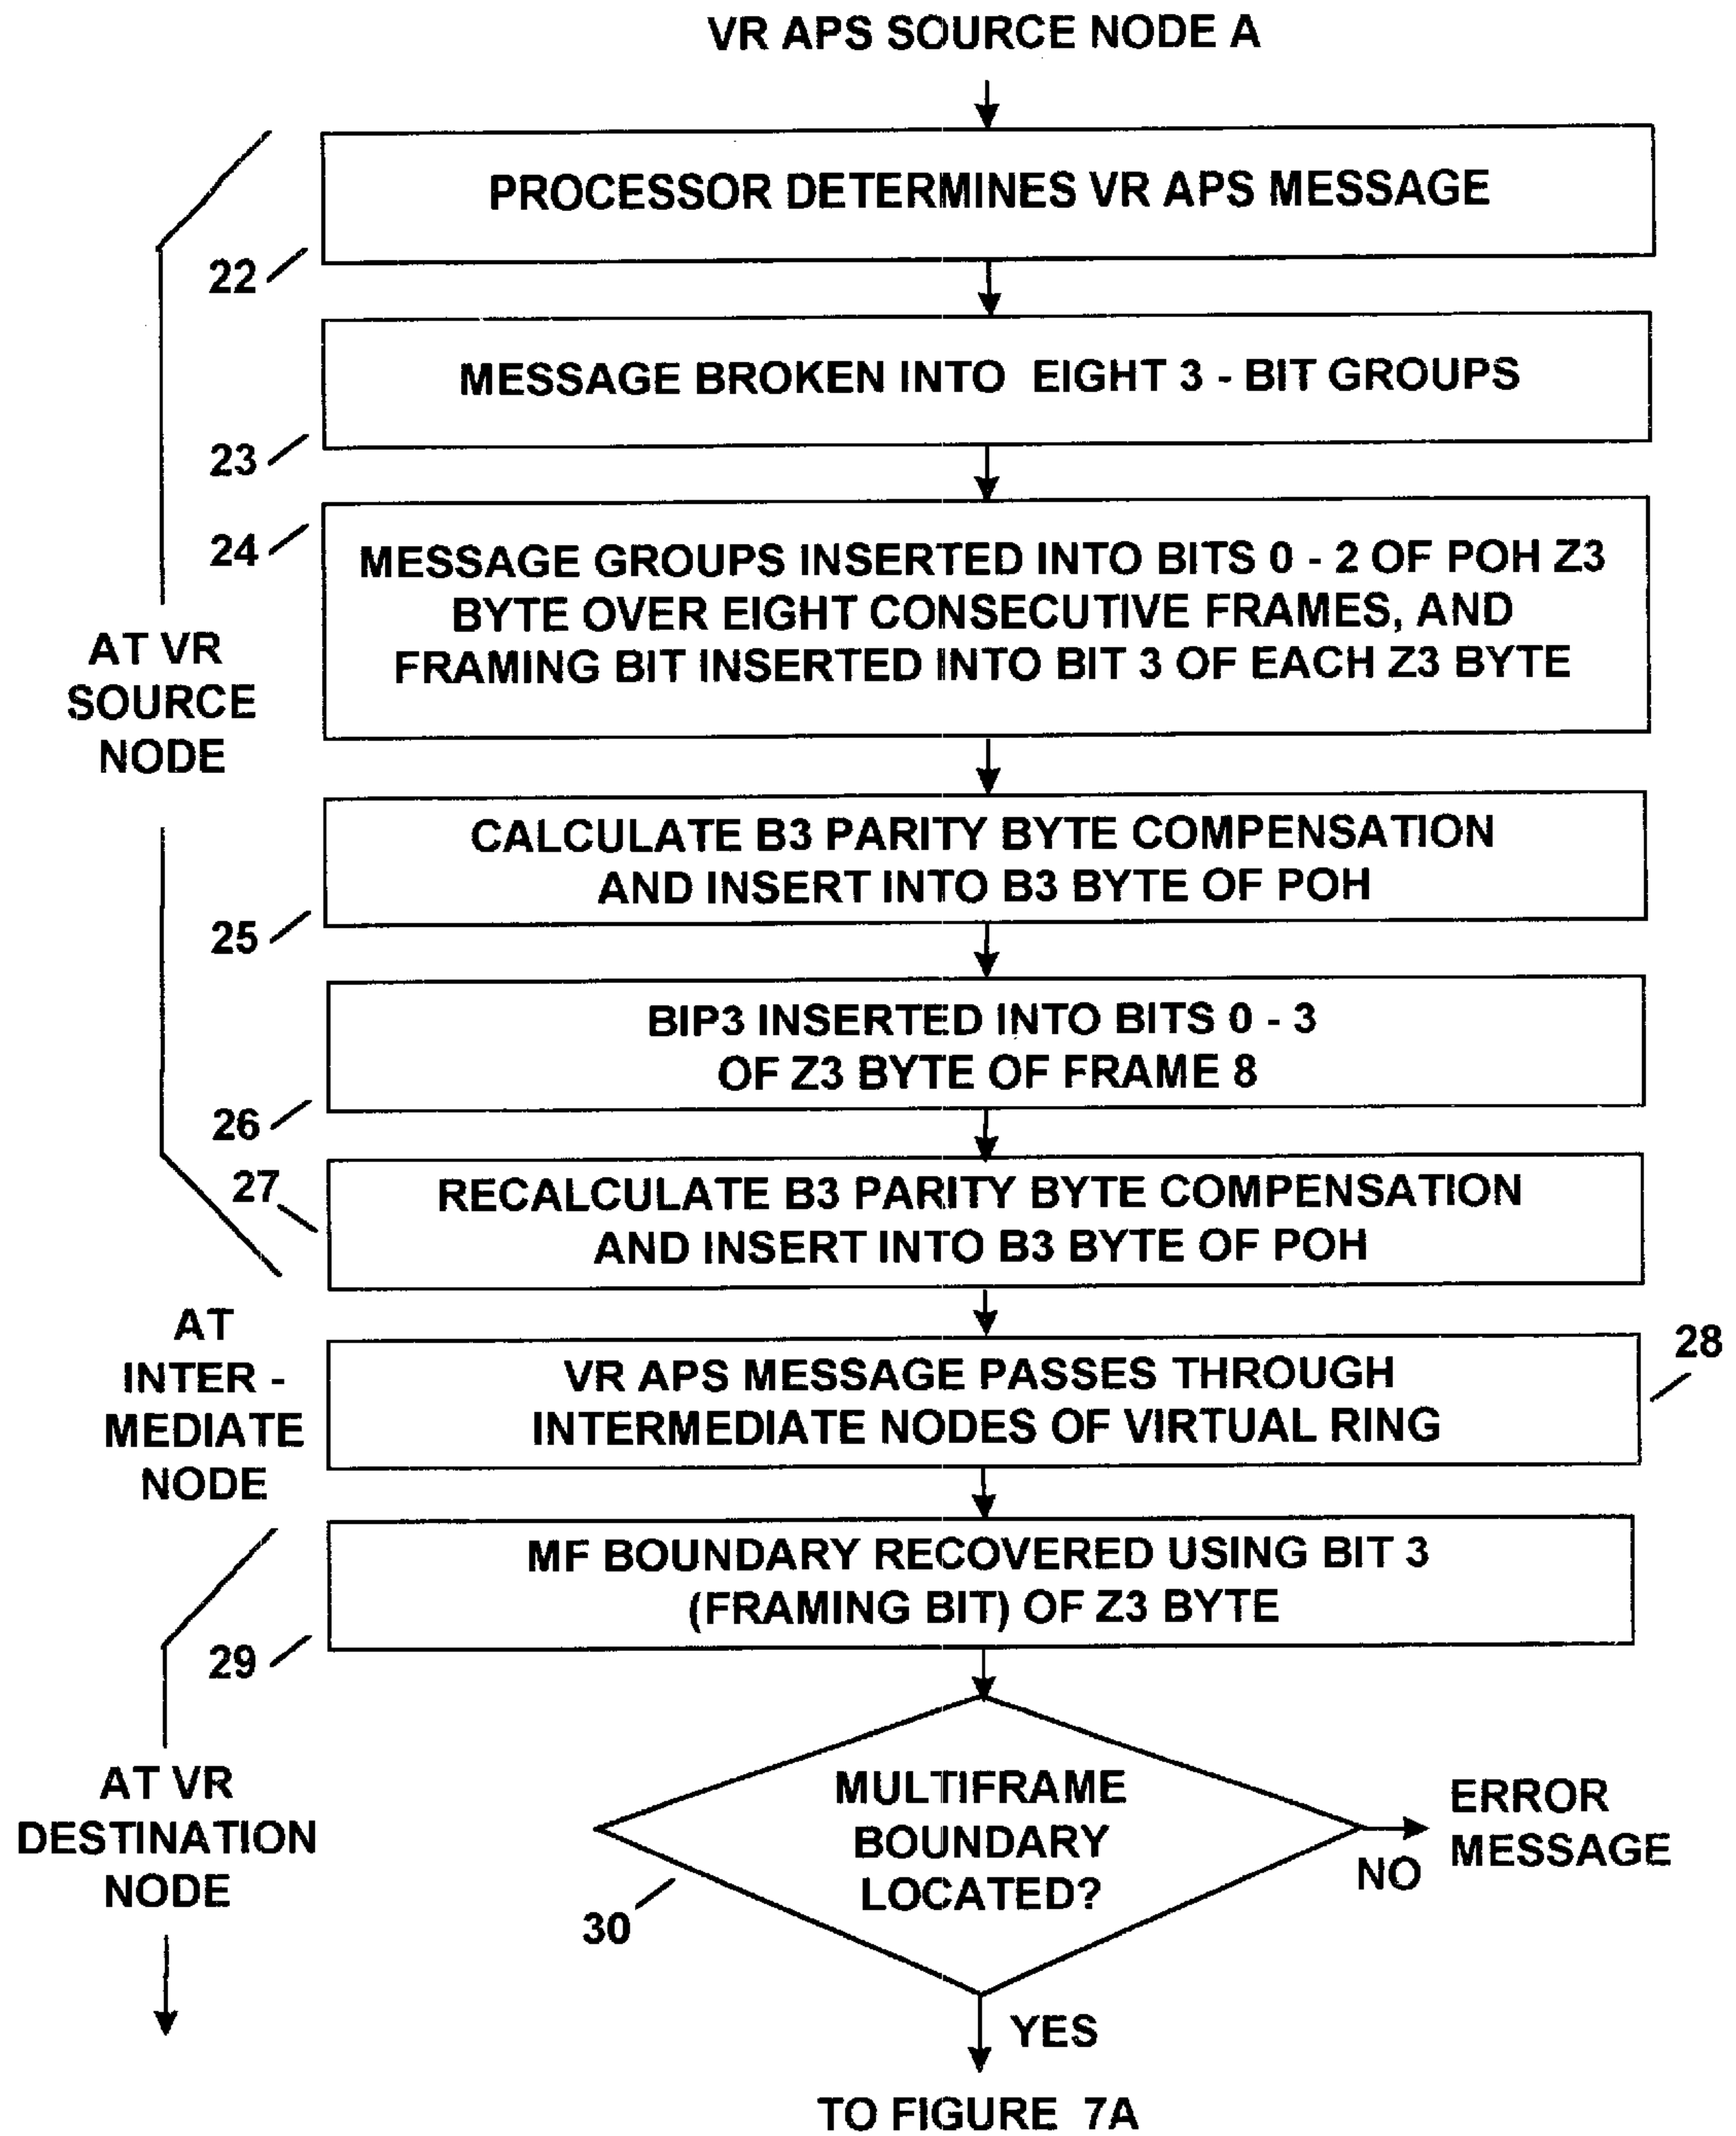 VR APS SOURCE NODE A
PROCESSOR DETERMINES VR APS MESSAGE
22
MESSAGE BROKEN INTO EIGHT 3 - BIT GROUPS
23
24
MESSAGE GROUPS INSERTED INTO BITS 0 - 2 OF POH Z3
BYTE OVER EIGHT CONSECUTIVE FRAMES, AND
FRAMING BIT INSERTED INTO BIT 3 OF EACH Z3 BYTE
AT VR
SOURCE
NODE
CALCULATE B3 PARITY BYTE COMPENSATION
AND INSERT INTO B3 BYTE OF POH
25
BIP3 INSERTED INTO BITS 0 - 3
OF Z3 BYTE OF FRAME 8
26
27
RECALCULATE B3 PARITY BYTE COMPENSATION
AND INSERT INTO B3 BYTE OF POH
AT
INTER -
MEDIATE
NODE
VR APS MESSAGE PASSES THROUGH
INTERMEDIATE NODES OF VIRTUAL RING
28
MF BOUNDARY RECOVERED USING BIT 3
(FRAMING BIT) OF Z3 BYTE
29
AT VR
DESTINATION
NODE
MULTIFRAME
BOUNDARY
LOCATED?
30
NO
ERROR
MESSAGE
YES
TO FIGURE 7A